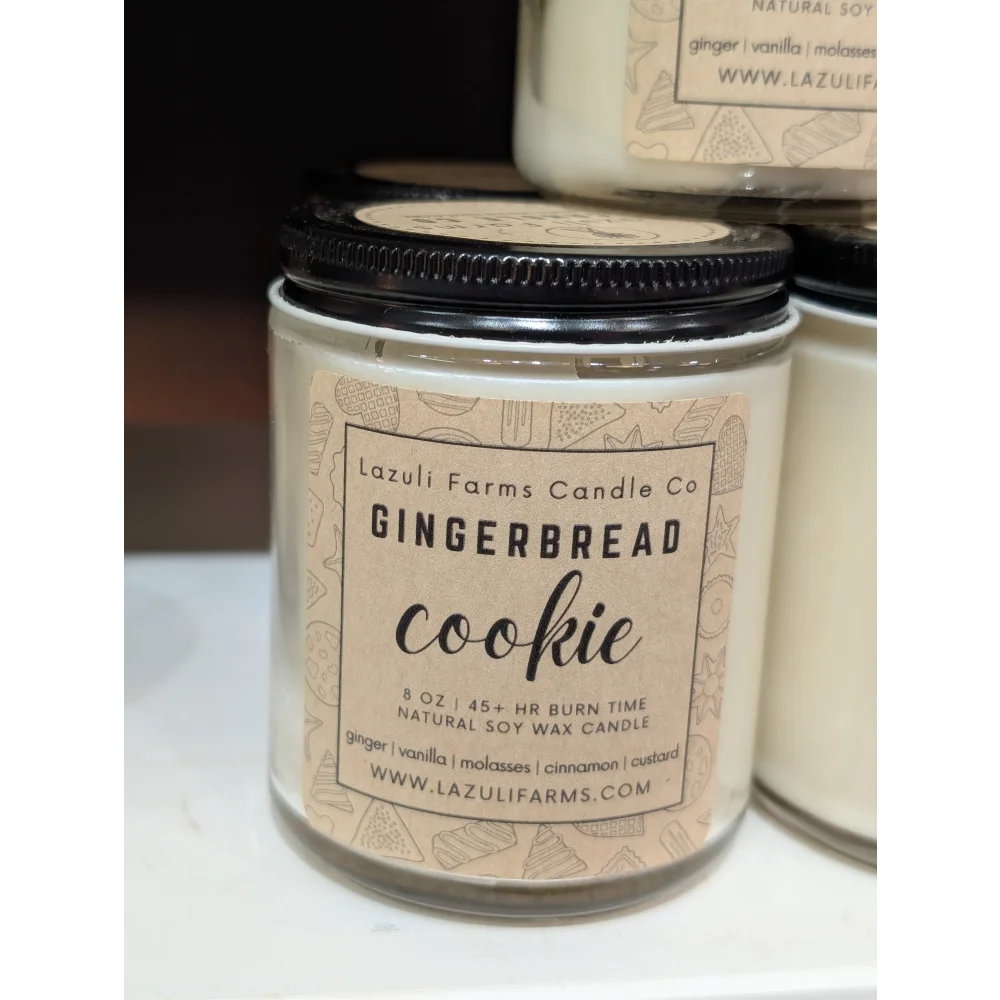 NATURAL SOY
ginger | vanilla | molasses
WWW.LAZULIFA
Lazuli Farms Candle Co
GINGERBREAD
cookie
8 OZ | 45+ HR BURN TIME
NATURAL SOY WAX CANDLE
ginger | vanilla | molasses | cinnamon | custard
WWW.LAZULIFARMS.COM